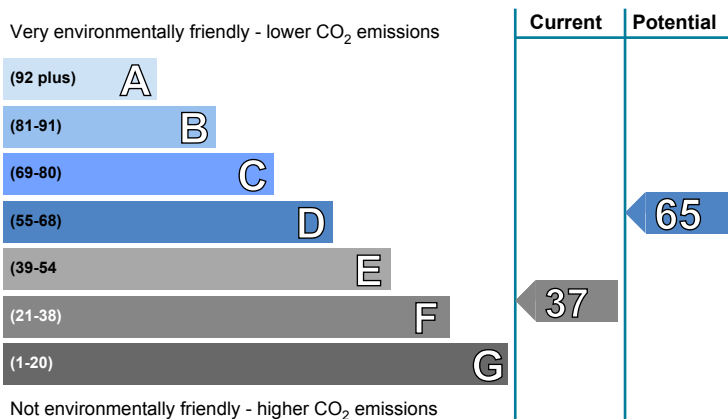 Current Potential
Very environmentally friendly - lower CO₂ emissions
(92 plus) A
(81-91) B
(69-80) C
(55-68) D
65
(39-54 E
(21-38) F
37
(1-20) G
Not environmentally friendly - higher CO₂ emissions